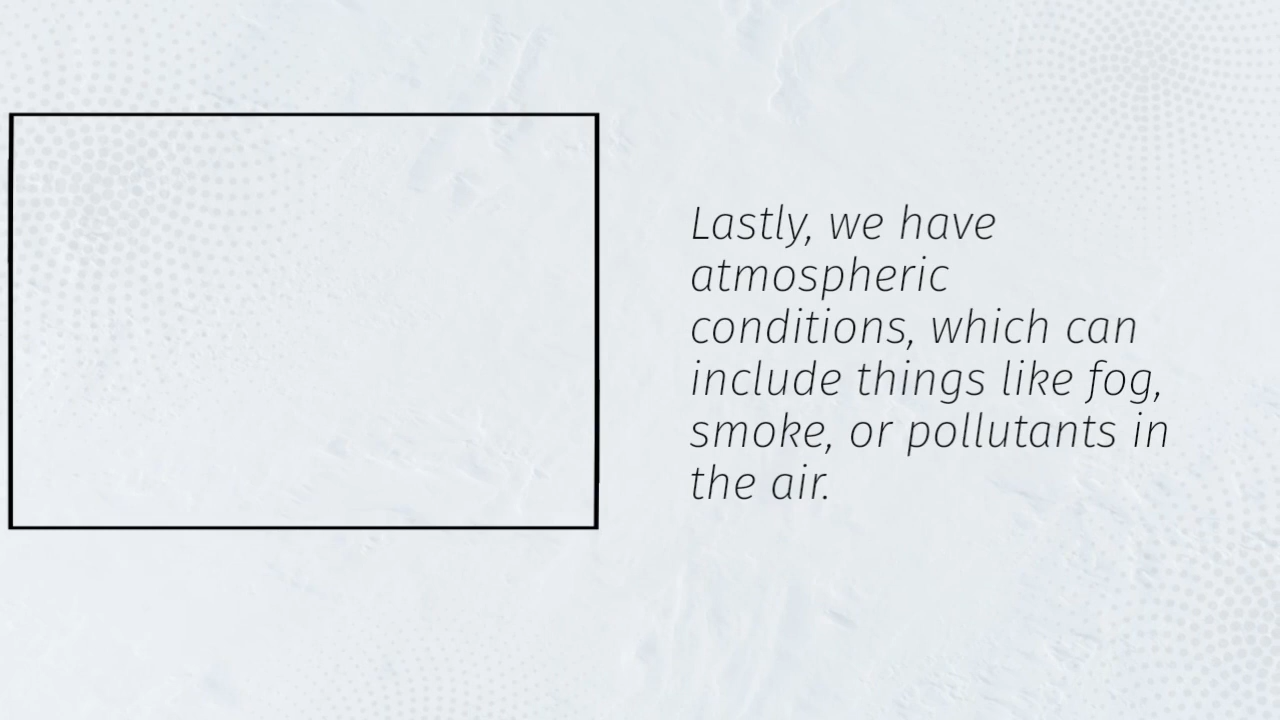 Lastly, we have
atmospheric
conditions, which can
include things like fog,
smoke, or pollutants in
the air.